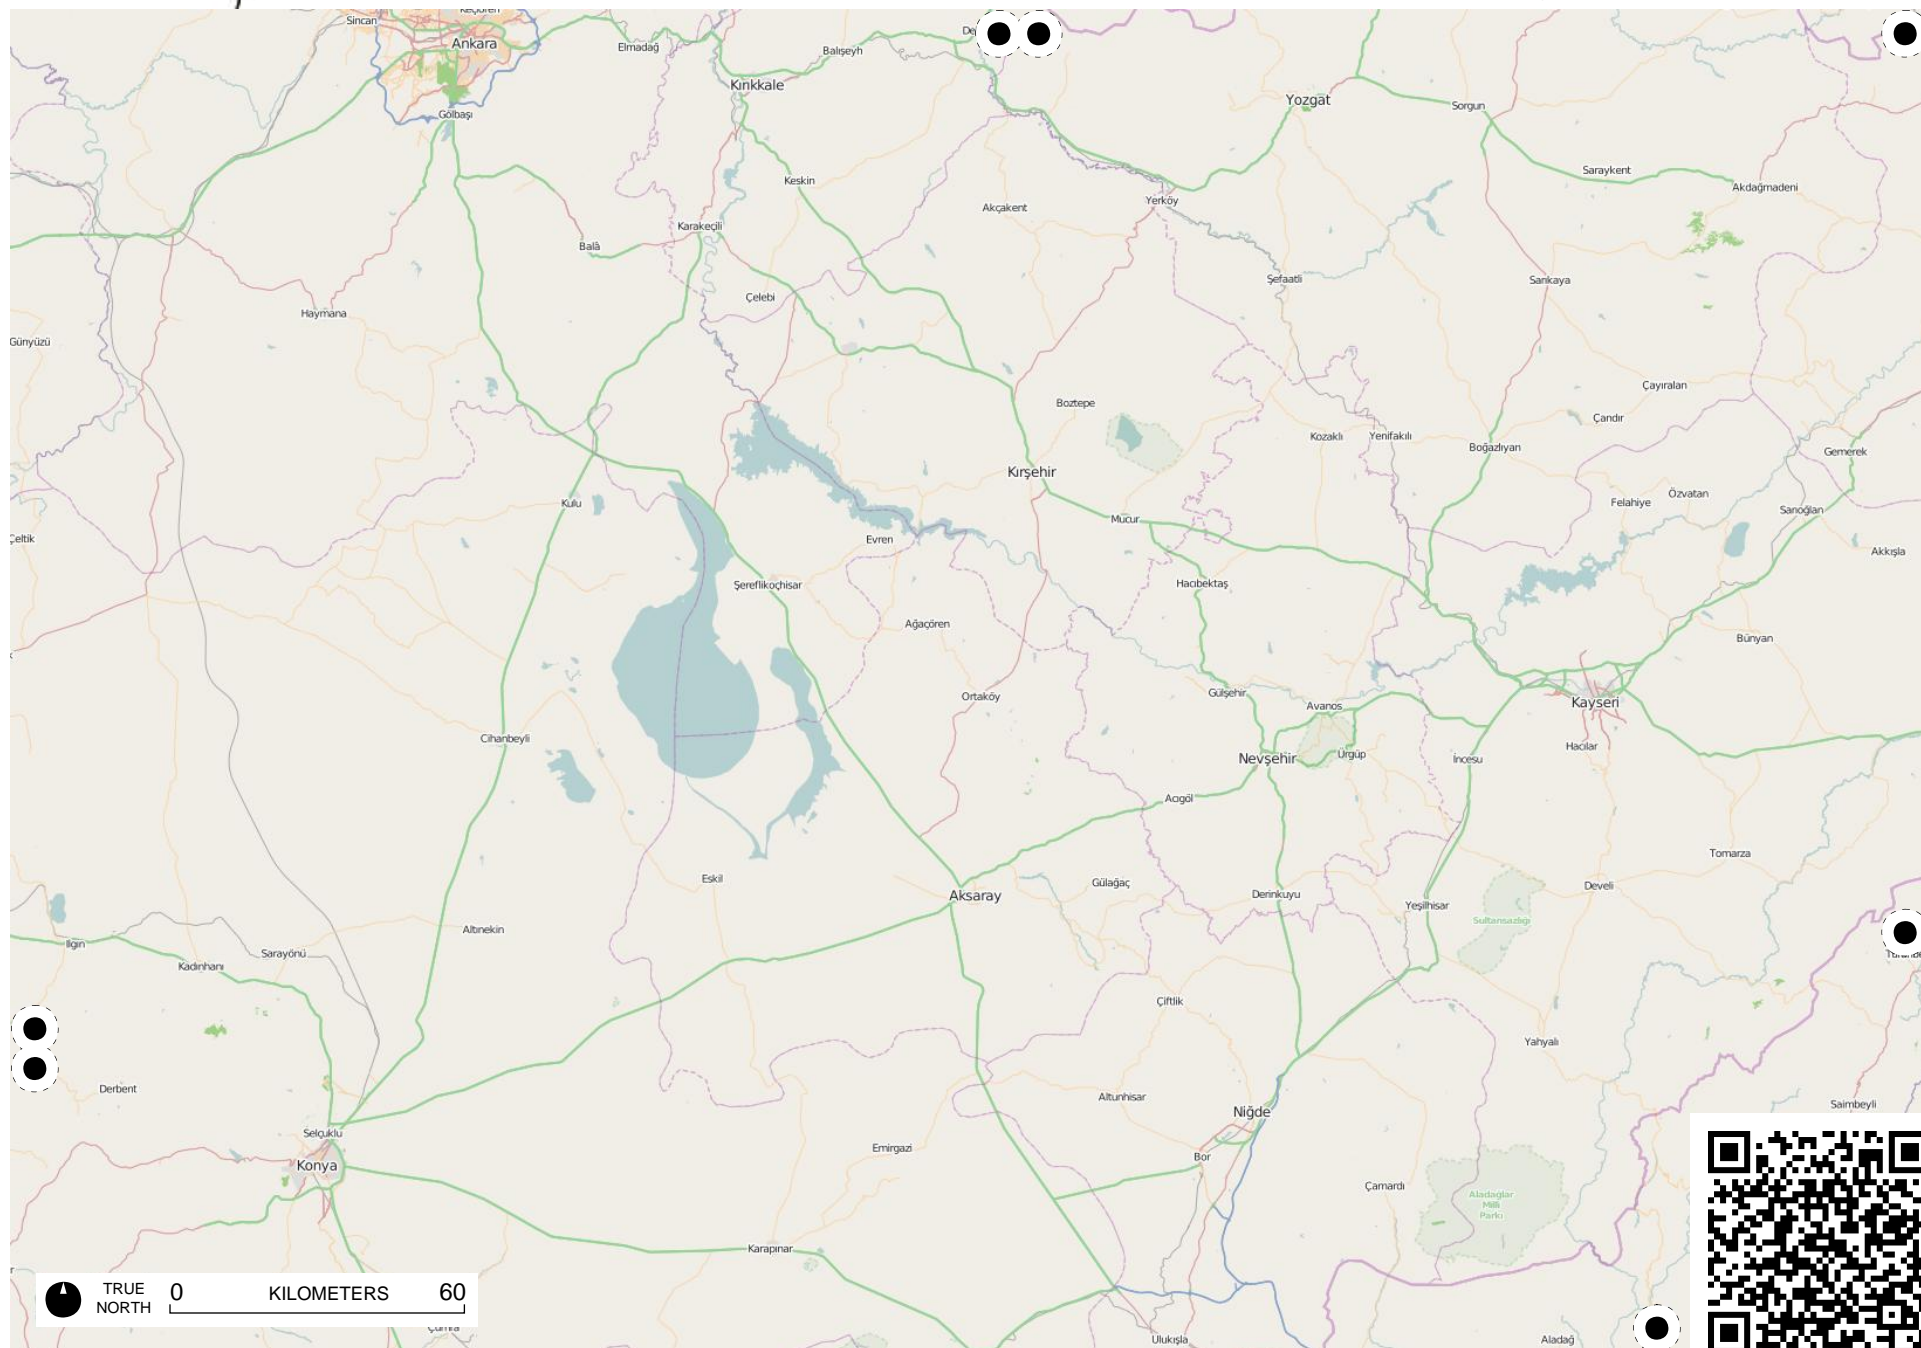 Sincan
Keçiören
Ankara
Elmadağ
Balışeyh
Kırıkkale
Gölbaşı
Yozgat
Sorgun
Keskin
Saraykent
Akdağmadeni
Akçakent
Yerköy
Karakeçili
Balâ
Şefaatli
Sarıkaya
Çelebi
Haymana
Günyüzü
Çayıralan
Boztepe
Çandır
Kozaklı
Yenifakılı
Boğazlıyan
Gemerek
Kırşehir
Kulu
Felahiye
Özvatan
Sarıoğlan
Mucur
Çeltik
Evren
Akkışla
Şereflikoçhisar
Hacıbektaş
Ağaçören
Bünyan
Gülşehir
Ortaköy
Avanos
Kayseri
Cihanbeyli
Hacılar
Nevşehir
Ürgüp
İncesu
Acıgöl
Tomarza
Eskil
Gülağaç
Develi
Aksaray
Derinkuyu
Yeşilhisar
Sultansazlığı
Altınekin
Ilgın
Sarayönü
Kadınhanı
Çiftlik
Yahyalı
Derbent
Altunhisar
Saimbeyli
Niğde
Selçuklu
Emirgazi
Bor
Konya
Çamardı
Aladağlar
Milli
Parkı
Karapınar
TRUE
NORTH
0 KILOMETERS 60
Çumra
Ulukışla
Aladağ